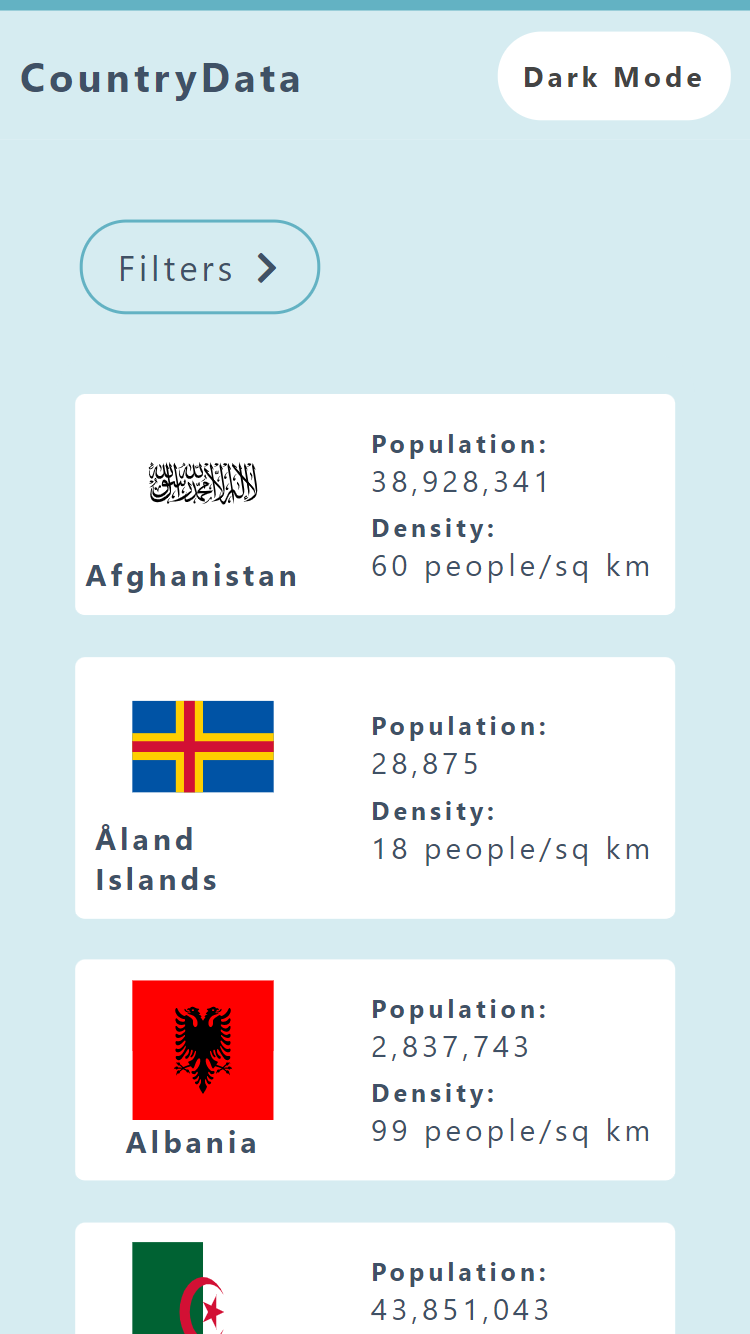 CountryData
Dark Mode
Filters
لا إله إلا الله محمد رسول الله
Afghanistan
Population:
38,928,341
Density:
60 people/sq km
Åland
Islands
Population:
28,875
Density:
18 people/sq km
Albania
Population:
2,837,743
Density:
99 people/sq km
Population:
43,851,043